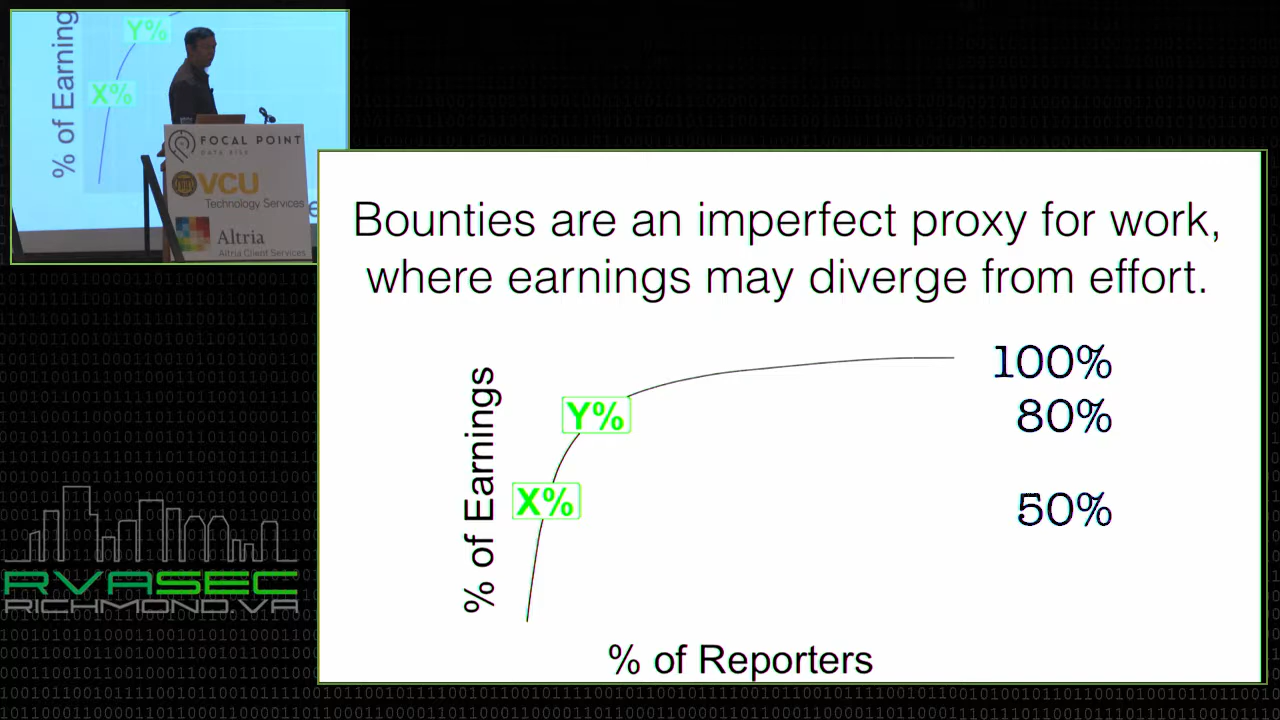 % of Earning
Y%
X%
FOCAL POINT
DATA RISK
VCU
Technology Services
Altria
Altria Client Services
Bounties are an imperfect proxy for work,
where earnings may diverge from effort.
% of Earnings
Y%
X%
100%
80%
50%
% of Reporters
RVASEC
RICHMOND.VA